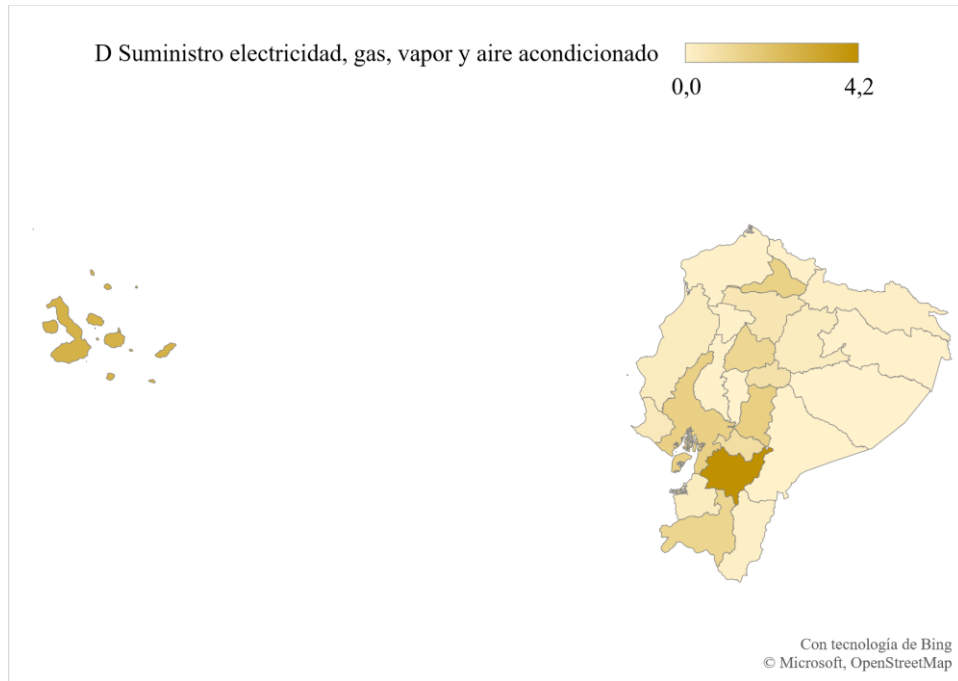 D Suministro electricidad, gas, vapor y aire acondicionado
0,0 4,2
Con tecnología de Bing
© Microsoft, OpenStreetMap